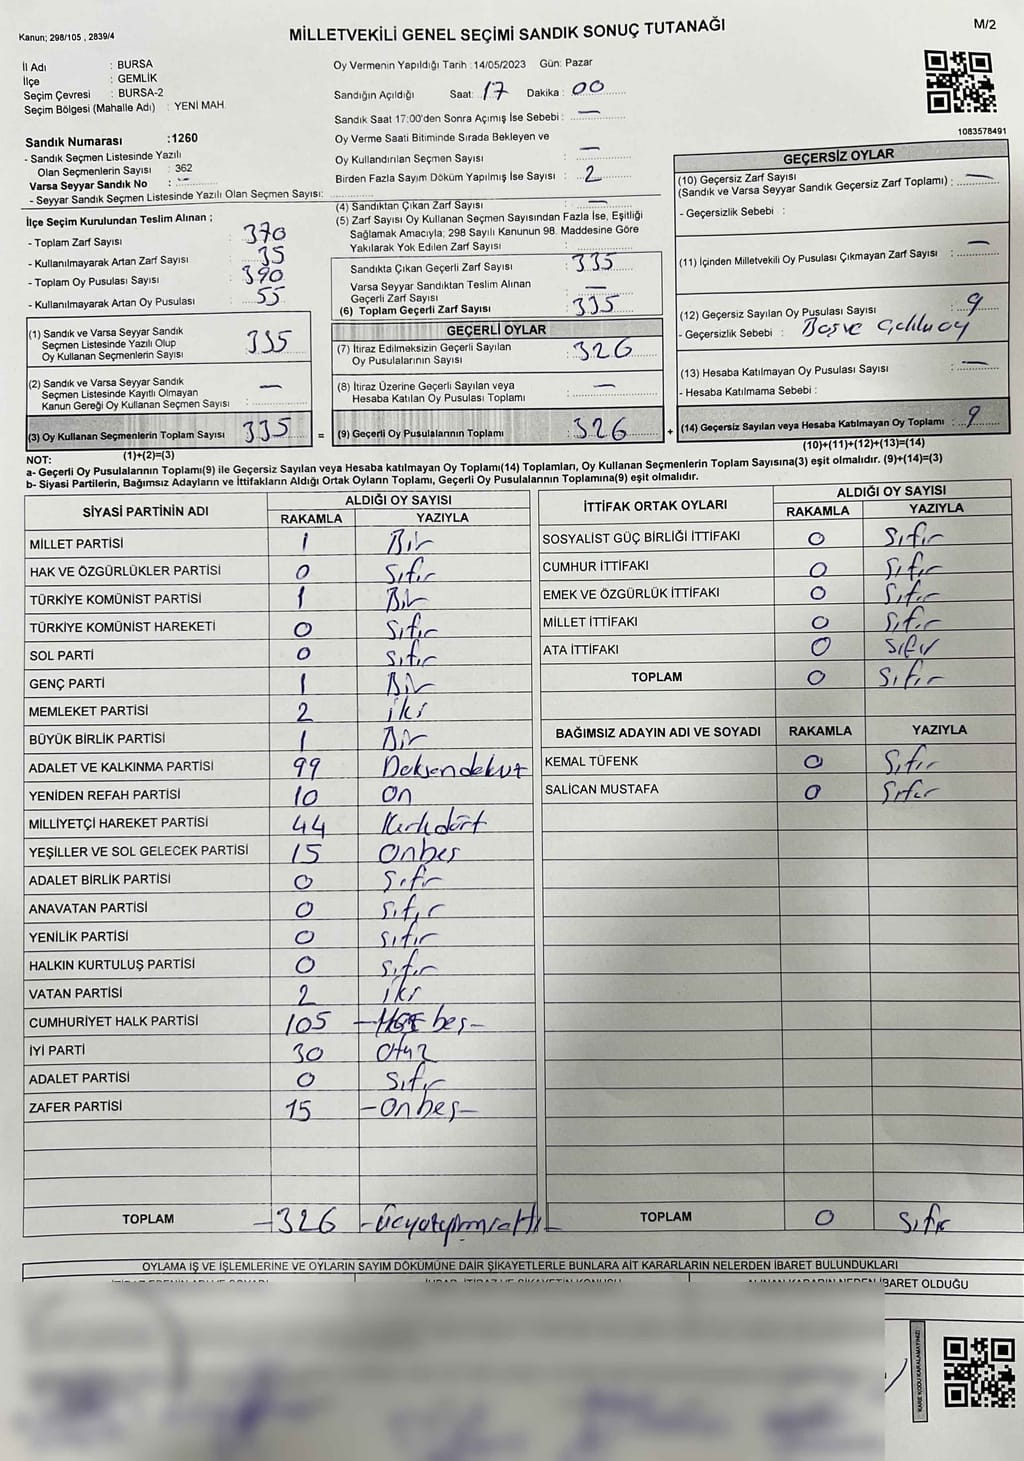 Kanun; 298/105 , 2839/4
MİLLETVEKİLİ GENEL SEÇİMİ SANDIK SONUÇ TUTANAĞI
M/2
İl Adı : BURSA
İlçe : GEMLİK
Seçim Çevresi : BURSA-2
Seçim Bölgesi (Mahalle Adı) : YENİ MAH.
Sandık Numarası :1260
- Sandık Seçmen Listesinde Yazılı
Olan Seçmenlerin Sayısı : 362
Varsa Seyyar Sandık No : -
- Seyyar Sandık Seçmen Listesinde Yazılı Olan Seçmen Sayısı:
Oy Vermenin Yapıldığı Tarih :14/05/2023 Gün: Pazar
Sandığın Açıldığı Saat: 17 Dakika : 00
Sandık Saat 17:00'den Sonra Açılmış İse Sebebi : —
Oy Verme Saati Bitiminde Sırada Bekleyen ve
Oy Kullandırılan Seçmen Sayısı : —
Birden Fazla Sayım Döküm Yapılmış İse Sayısı : 2
1083578491
İlçe Seçim Kurulundan Teslim Alınan ;
- Toplam Zarf Sayısı : 370
- Kullanılmayarak Artan Zarf Sayısı : 35
- Toplam Oy Pusulası Sayısı : 390
- Kullanılmayarak Artan Oy Pusulası : 55
(1) Sandık ve Varsa Seyyar Sandık
Seçmen Listesinde Yazılı Olup
Oy Kullanan Seçmenlerin Sayısı : 335
(2) Sandık ve Varsa Seyyar Sandık
Seçmen Listesinde Kayıtlı Olmayan
Kanun Gereği Oy Kullanan Seçmen Sayısı : —
(3) Oy Kullanan Seçmenlerin Toplam Sayısı : 335 =
(1)+(2)=(3)
(4) Sandıktan Çıkan Zarf Sayısı : —
(5) Zarf Sayısı Oy Kullanan Seçmen Sayısından Fazla İse, Eşitliği
Sağlamak Amacıyla; 298 Sayılı Kanunun 98. Maddesine Göre
Yakılarak Yok Edilen Zarf Sayısı :
Sandıkta Çıkan Geçerli Zarf Sayısı : 335
Varsa Seyyar Sandıktan Teslim Alınan
Geçerli Zarf Sayısı : —
(6) Toplam Geçerli Zarf Sayısı : 335
GEÇERLİ OYLAR
(7) İtiraz Edilmeksizin Geçerli Sayılan
Oy Pusulalarının Sayısı : 326
(8) İtiraz Üzerine Geçerli Sayılan veya
Hesaba Katılan Oy Pusulası Toplamı : —
(9) Geçerli Oy Pusulalarının Toplamı : 326 +
GEÇERSİZ OYLAR
(10) Geçersiz Zarf Sayısı
(Sandık ve Varsa Seyyar Sandık Geçersiz Zarf Toplamı) : —
- Geçersizlik Sebebi :
(11) İçinden Milletvekili Oy Pusulası Çıkmayan Zarf Sayısı : —
(12) Geçersiz Sayılan Oy Pusulası Sayısı : 9
- Geçersizlik Sebebi :
(13) Hesaba Katılmayan Oy Pusulası Sayısı : —
- Hesaba Katılmama Sebebi :
(14) Geçersiz Sayılan veya Hesaba Katılmayan Oy Toplamı : 9
(10)+(11)+(12)+(13)=(14)
NOT:
a- Geçerli Oy Pusulalarının Toplamı(9) ile Geçersiz Sayılan veya Hesaba katılmayan Oy Toplamı(14) Toplamları, Oy Kullanan Seçmenlerin Toplam Sayısına(3) eşit olmalıdır. (9)+(14)=(3)
b- Siyasi Partilerin, Bağımsız Adayların ve İttifakların Aldığı Ortak Oyların Toplamı, Geçerli Oy Pusulalarının Toplamına(9) eşit olmalıdır.
SİYASİ PARTİNİN ADI
ALDIĞI OY SAYISI
RAKAMLA YAZIYLA
MİLLET PARTİSİ 1 Bir
HAK VE ÖZGÜRLÜKLER PARTİSİ 0 Sıfır
TÜRKİYE KOMÜNİST PARTİSİ 1 Bir
TÜRKİYE KOMÜNİST HAREKETİ 0 Sıfır
SOL PARTİ 0 Sıfır
GENÇ PARTİ 1 Bir
MEMLEKET PARTİSİ 2 iki
BÜYÜK BİRLİK PARTİSİ 1 Bir
ADALET VE KALKINMA PARTİSİ 99 Doksandokuz
YENİDEN REFAH PARTİSİ 10 On
MİLLİYETÇİ HAREKET PARTİSİ 44 Kırkdört
YEŞİLLER VE SOL GELECEK PARTİSİ 15 Onbeş
ADALET BİRLİK PARTİSİ 0 Sıfır
ANAVATAN PARTİSİ 0 Sıfır
YENİLİK PARTİSİ 0 Sıfır
HALKIN KURTULUŞ PARTİSİ 0 Sıfır
VATAN PARTİSİ 2 iki
CUMHURİYET HALK PARTİSİ 105 beş-
İYİ PARTİ 30 Otuz
ADALET PARTİSİ 0 Sıfır
ZAFER PARTİSİ 15 -Onbeş-
TOPLAM -326 -Üçyüzyirmialtı-
İTTİFAK ORTAK OYLARI
ALDIĞI OY SAYISI
RAKAMLA YAZIYLA
SOSYALİST GÜÇ BİRLİĞİ İTTİFAKI 0 Sıfır
CUMHUR İTTİFAKI 0 Sıfır
EMEK VE ÖZGÜRLÜK İTTİFAKI 0 Sıfır
MİLLET İTTİFAKI 0 Sıfır
ATA İTTİFAKI 0 Sıfır
TOPLAM 0 Sıfır
BAĞIMSIZ ADAYIN ADI VE SOYADI RAKAMLA YAZIYLA
KEMAL TÜFENK 0 Sıfır
SALİCAN MUSTAFA 0 Sıfır
TOPLAM 0 Sıfır
OYLAMA İŞ VE İŞLEMLERİNE VE OYLARIN SAYIM DÖKÜMÜNE DAİR ŞİKAYETLERLE BUNLARA AİT KARARLARIN NELERDEN İBARET BULUNDUKLARI
İBARET OLDUĞU
KARE KODU KARALAMAYINIZ!